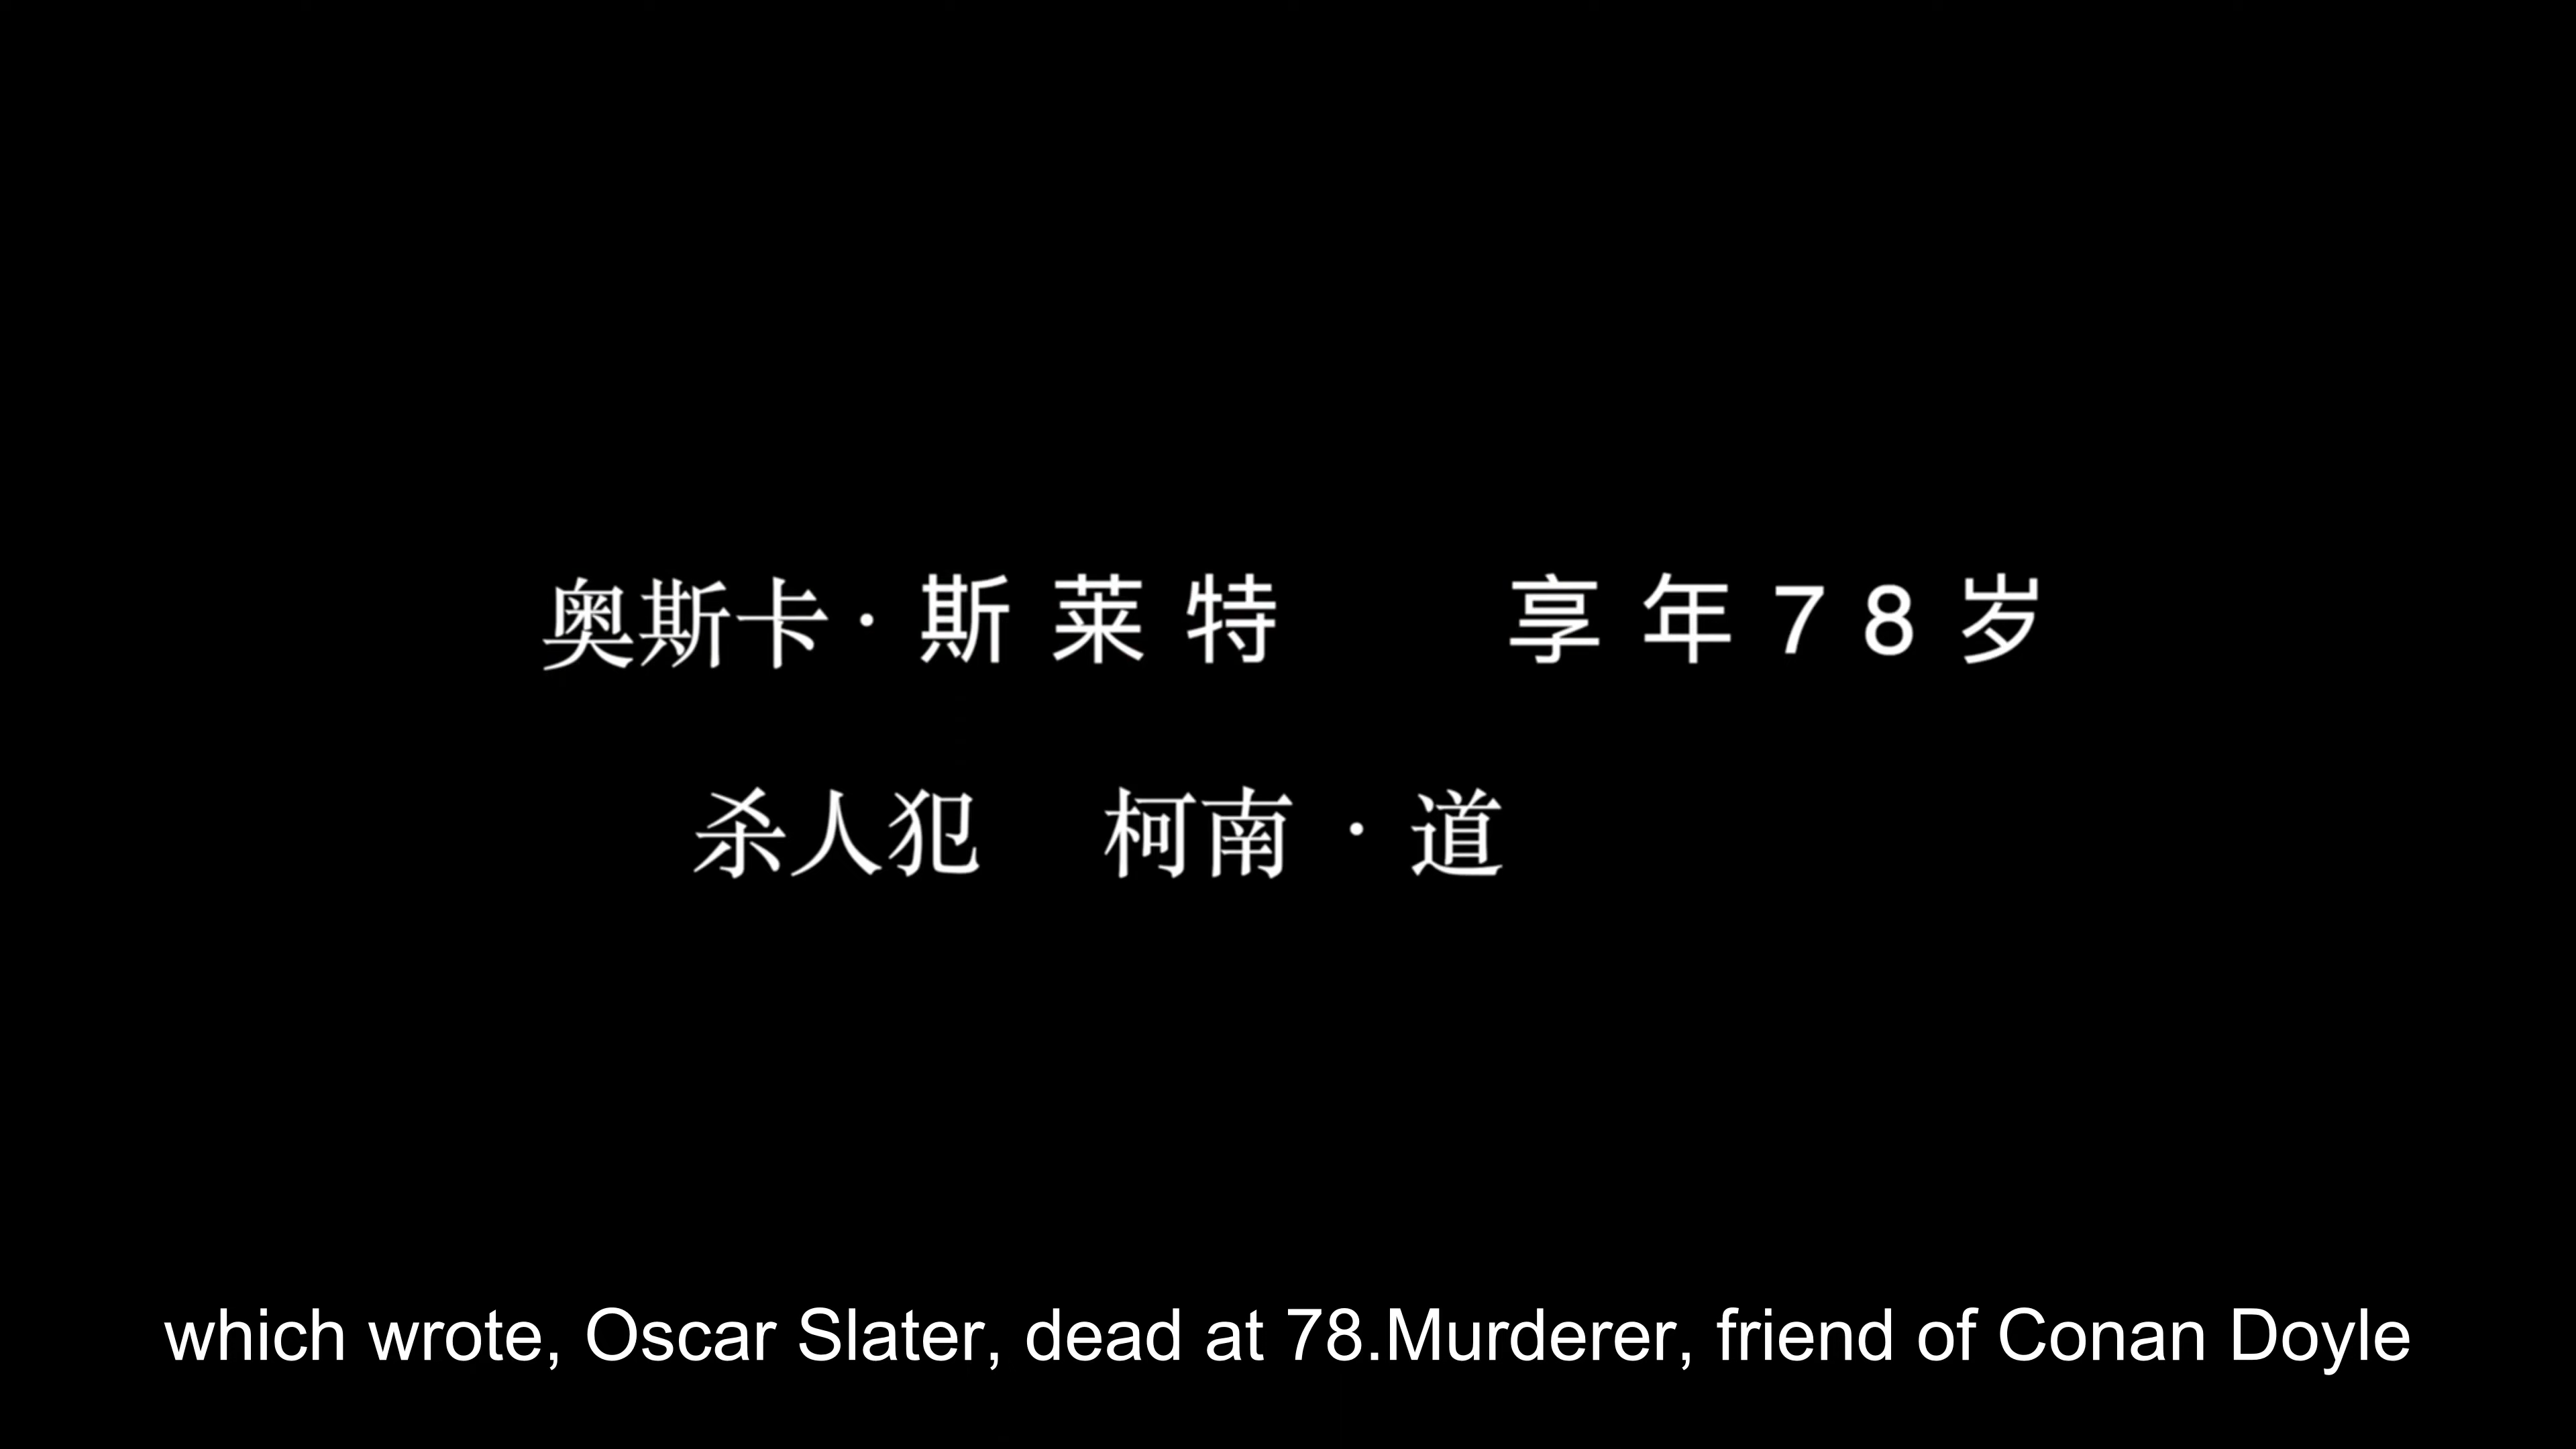 奥斯卡·斯莱特 享年78岁
杀人犯 柯南·道
which wrote, Oscar Slater, dead at 78.Murderer, friend of Conan Doyle